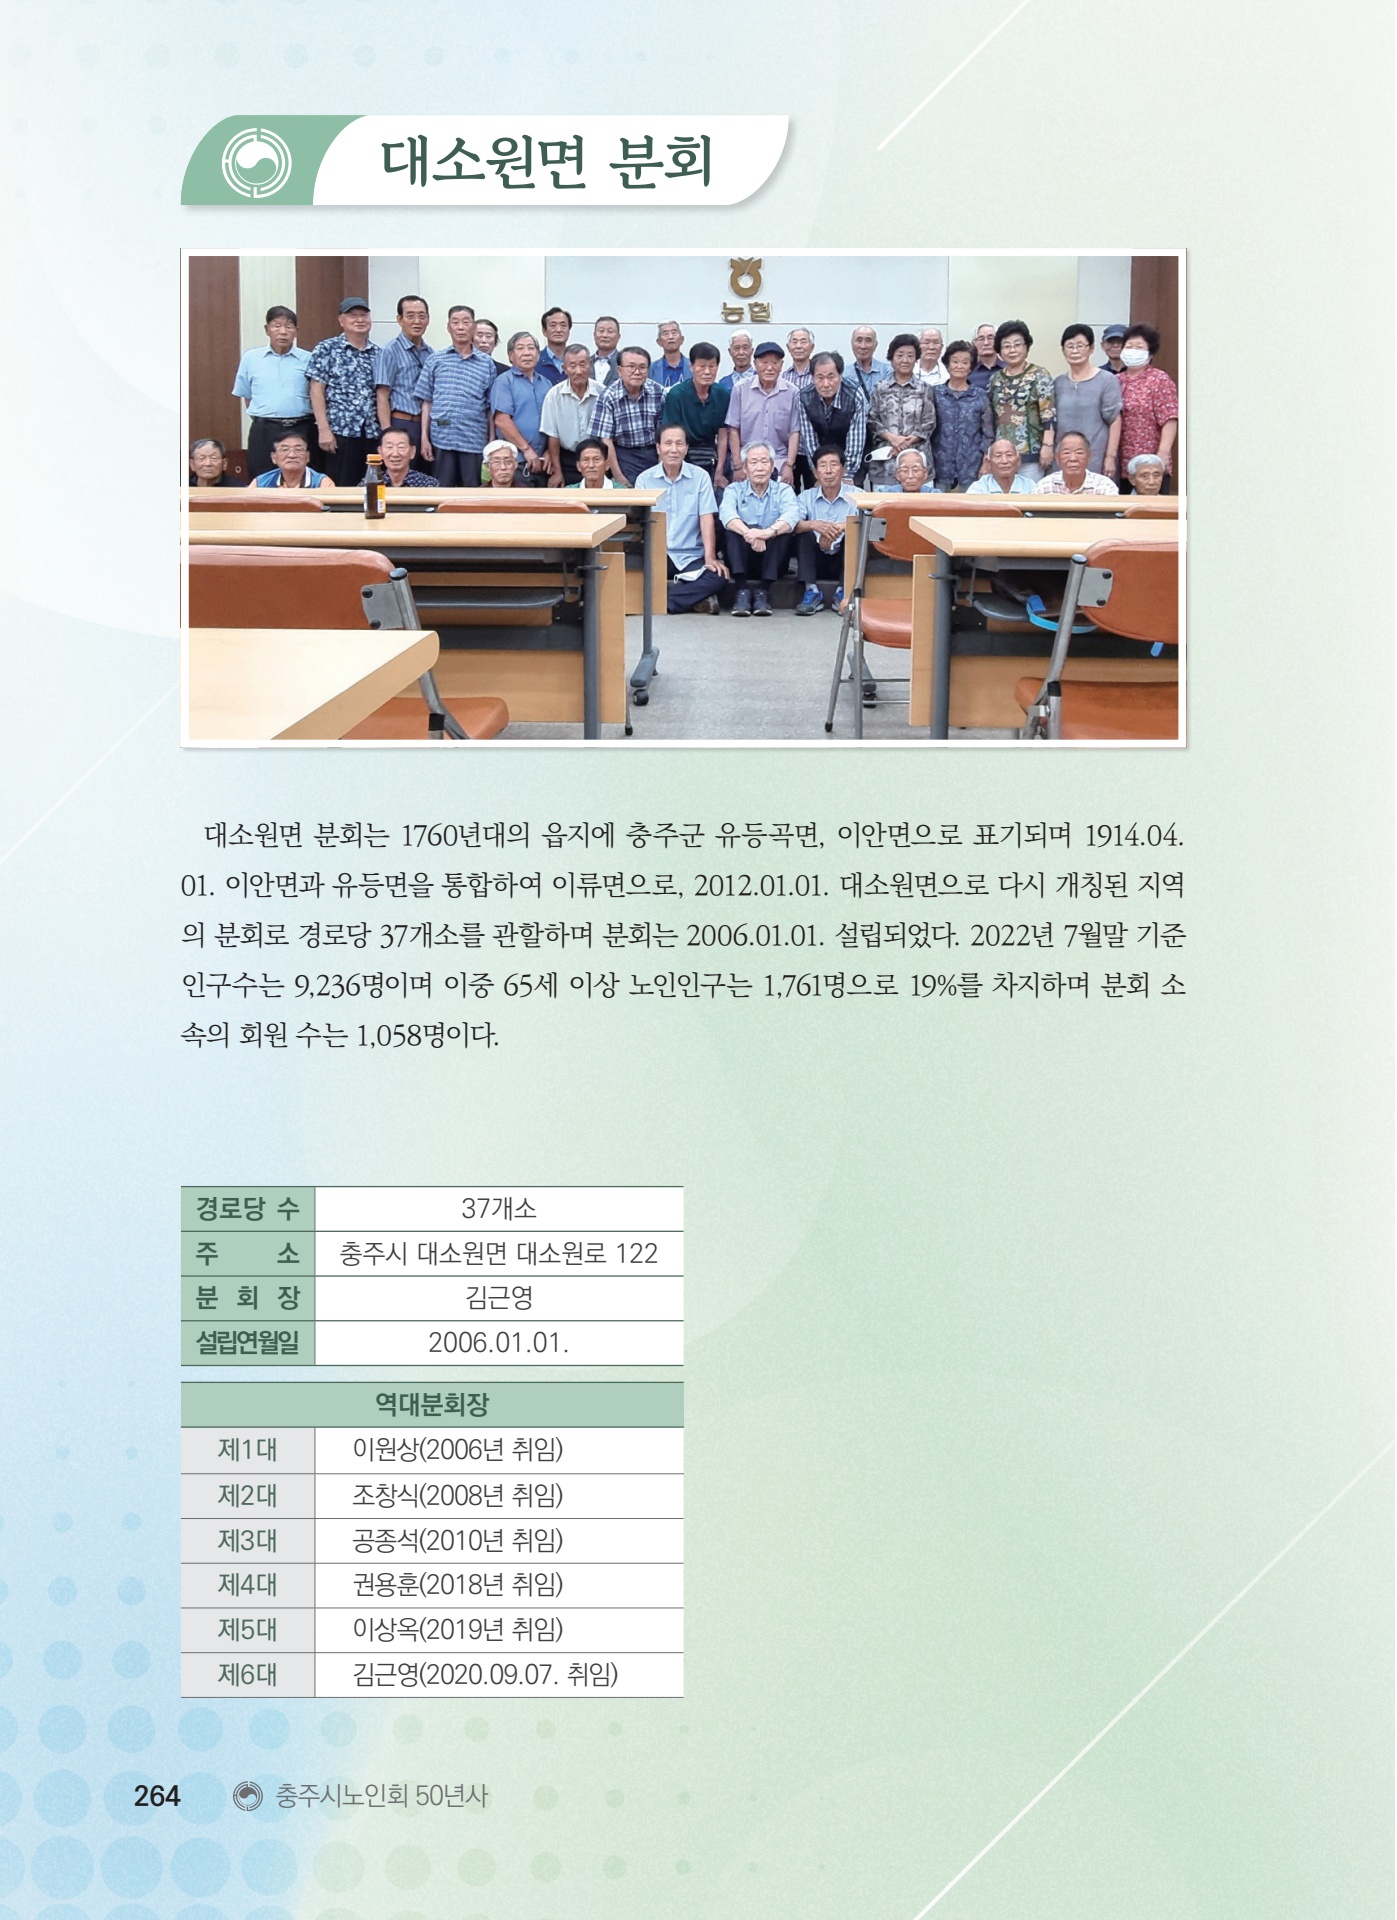 대소원면 분회
농협
대소원면 분회는 1760년대의 읍지에 충주군 유등곡면, 이안면으로 표기되며 1914.04.
01. 이안면과 유등면을 통합하여 이류면으로, 2012.01.01. 대소원면으로 다시 개칭된 지역
의 분회로 경로당 37개소를 관할하며 분회는 2006.01.01. 설립되었다. 2022년 7월말 기준
인구수는 9,236명이며 이중 65세 이상 노인인구는 1,761명으로 19%를 차지하며 분회 소
속의 회원 수는 1,058명이다.
경로당 수 37개소
주 소 충주시 대소원면 대소원로 122
분 회 장 김근영
설립연월일 2006.01.01.
역대분회장
제1대 이원상(2006년 취임)
제2대 조창식(2008년 취임)
제3대 공종석(2010년 취임)
제4대 권용훈(2018년 취임)
제5대 이상옥(2019년 취임)
제6대 김근영(2020.09.07. 취임)
264 충주시노인회 50년사